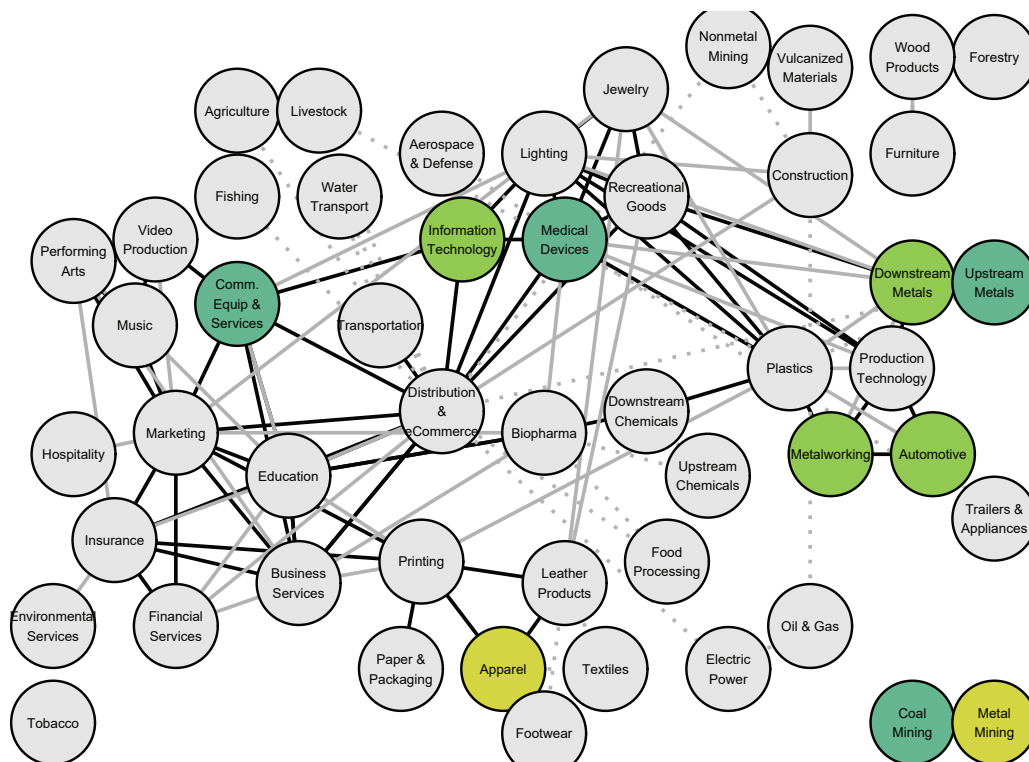 Nonmetal
Mining
Wood
Products
Forestry
Vulcanized
Materials
Jewelry
Agriculture
Livestock
Aerospace
& Defense
Lighting
Furniture
Construction
Fishing
Water
Transport
Recreational
Goods
Video
Production
Information
Technology
Medical
Devices
Performing
Arts
Downstream
Metals
Upstream
Metals
Comm.
Equip &
Services
Music
Transportation
Plastics
Production
Technology
Distribution
&
eCommerce
Downstream
Chemicals
Marketing
Biopharma
Hospitality
Metalworking
Automotive
Education
Upstream
Chemicals
Trailers &
Appliances
Insurance
Printing
Food
Processing
Business
Services
Leather
Products
Environmental
Services
Financial
Services
Oil & Gas
Paper &
Packaging
Apparel
Textiles
Electric
Power
Tobacco
Footwear
Coal
Mining
Metal
Mining